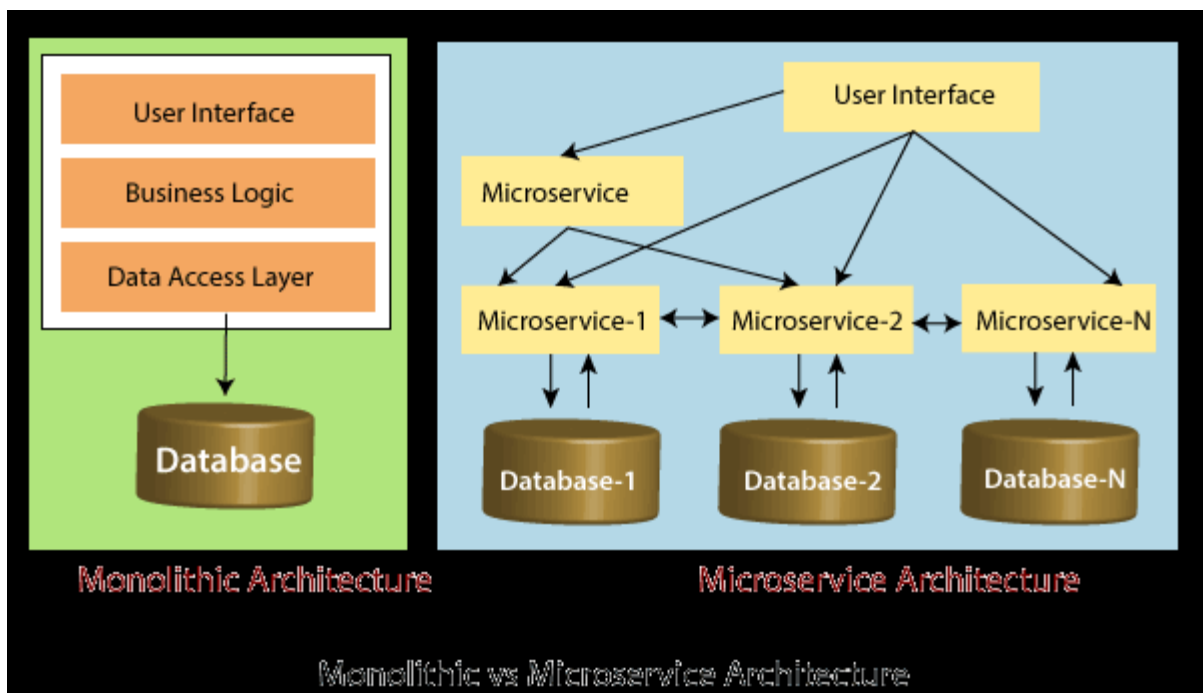 User Interface
Business Logic
Data Access Layer
Database
Monolithic Architecture
User Interface
Microservice
Microservice-1
Microservice-2
Microservice-N
Database-1
Database-2
Database-N
Microservice Architecture
Monolithic vs Microservice Architecture